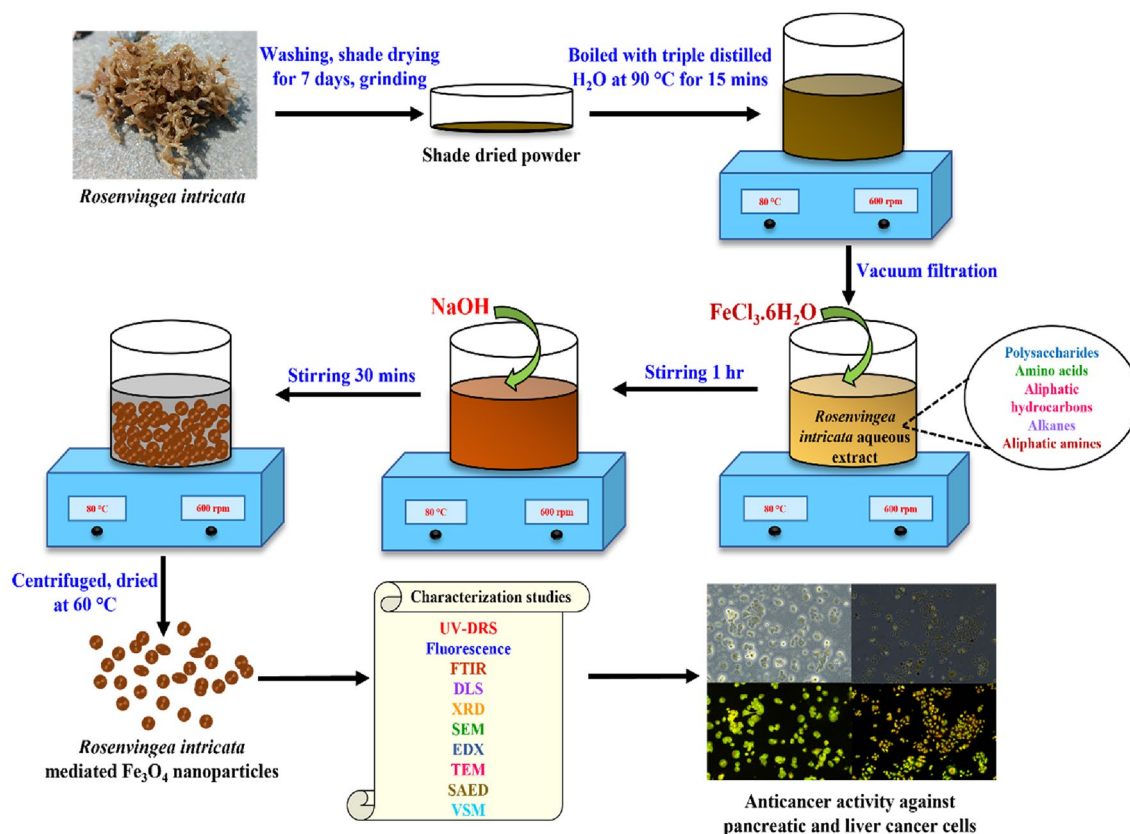 Washing, shade drying
for 7 days, grinding
Boiled with triple distilled
H₂O at 90 °C for 15 mins
Rosenvingea intricata
Shade dried powder
80 °C
600 rpm
Vacuum filtration
NaOH
FeCl₃.6H₂O
Stirring 30 mins
Stirring 1 hr
Rosenvingea
intricata aqueous
extract
Polysaccharides
Amino acids
Aliphatic
hydrocarbons
Alkanes
Aliphatic amines
80 °C
600 rpm
80 °C
600 rpm
80 °C
600 rpm
Centrifuged, dried
at 60 °C
Rosenvingea intricata
mediated Fe₃O₄ nanoparticles
Characterization studies
UV-DRS
Fluorescence
FTIR
DLS
XRD
SEM
EDX
TEM
SAED
VSM
Anticancer activity against
pancreatic and liver cancer cells